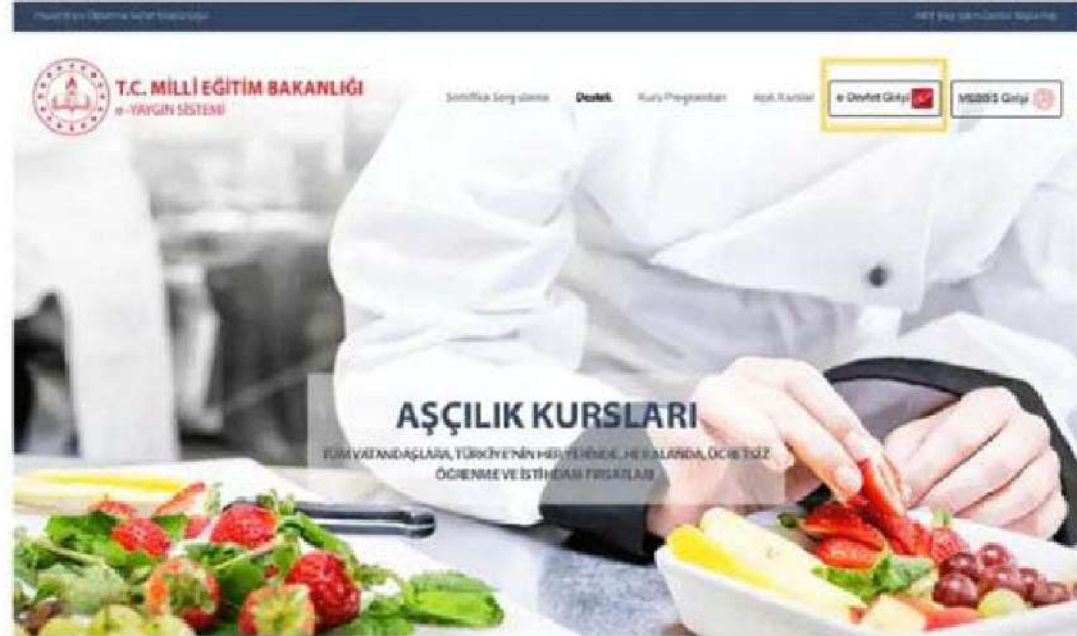 T.C. MİLLÎ EĞİTİM BAKANLIĞI
e-YAYGIN SİSTEMİ
Sertifika Sorgulama Destek Kurs Programları Açık Kurslar e-Devlet Girişi MEBBİS Girişi
AŞÇILIK KURSLARI
TÜM VATANDAŞLARA, TÜRKİYE'NİN HER YERİNDE, HER ALANDA, ÜCRETSİZ
ÖĞRENME VE İSTİHDAM FIRSATLARI